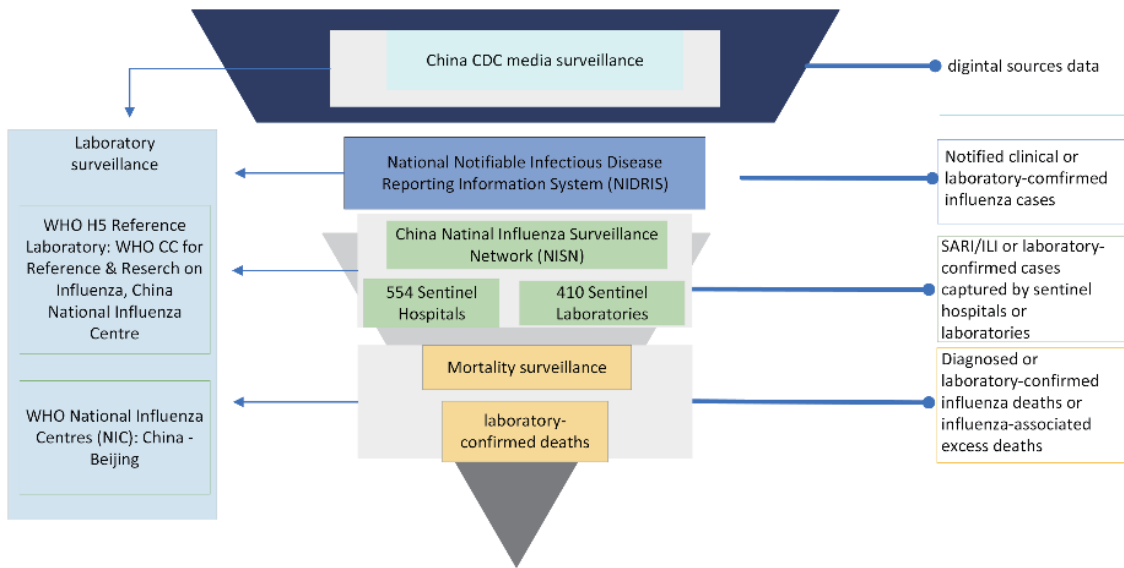 China CDC media surveillance
digintal sources data
Laboratory
surveillance
National Notifiable Infectious Disease
Reporting Information System (NIDRIS)
Notified clinical or
laboratory-comfirmed
influenza cases
WHO H5 Reference
Laboratory: WHO CC for
Reference & Reserch on
Influenza, China
National Influenza
Centre
China Natinal Influenza Surveillance
Network (NISN)
554 Sentinel
Hospitals
410 Sentinel
Laboratories
SARI/ILI or laboratory-
confirmed cases
captured by sentinel
hospitals or
laboratories
Mortality surveillance
laboratory-
confirmed deaths
Diagnosed or
laboratory-confirmed
influenza deaths or
influenza-associated
excess deaths
WHO National Influenza
Centres (NIC): China -
Beijing